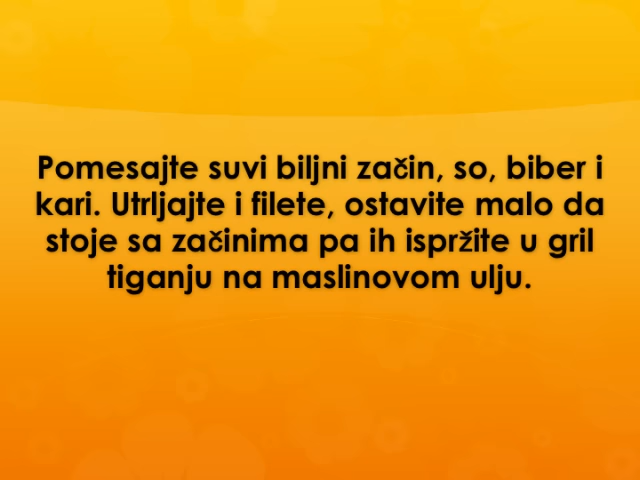 Pomesajte suvi biljni začin, so, biber i
kari. Utrljajte i filete, ostavite malo da
stoje sa začinima pa ih ispržite u gril
tiganju na maslinovom ulju.